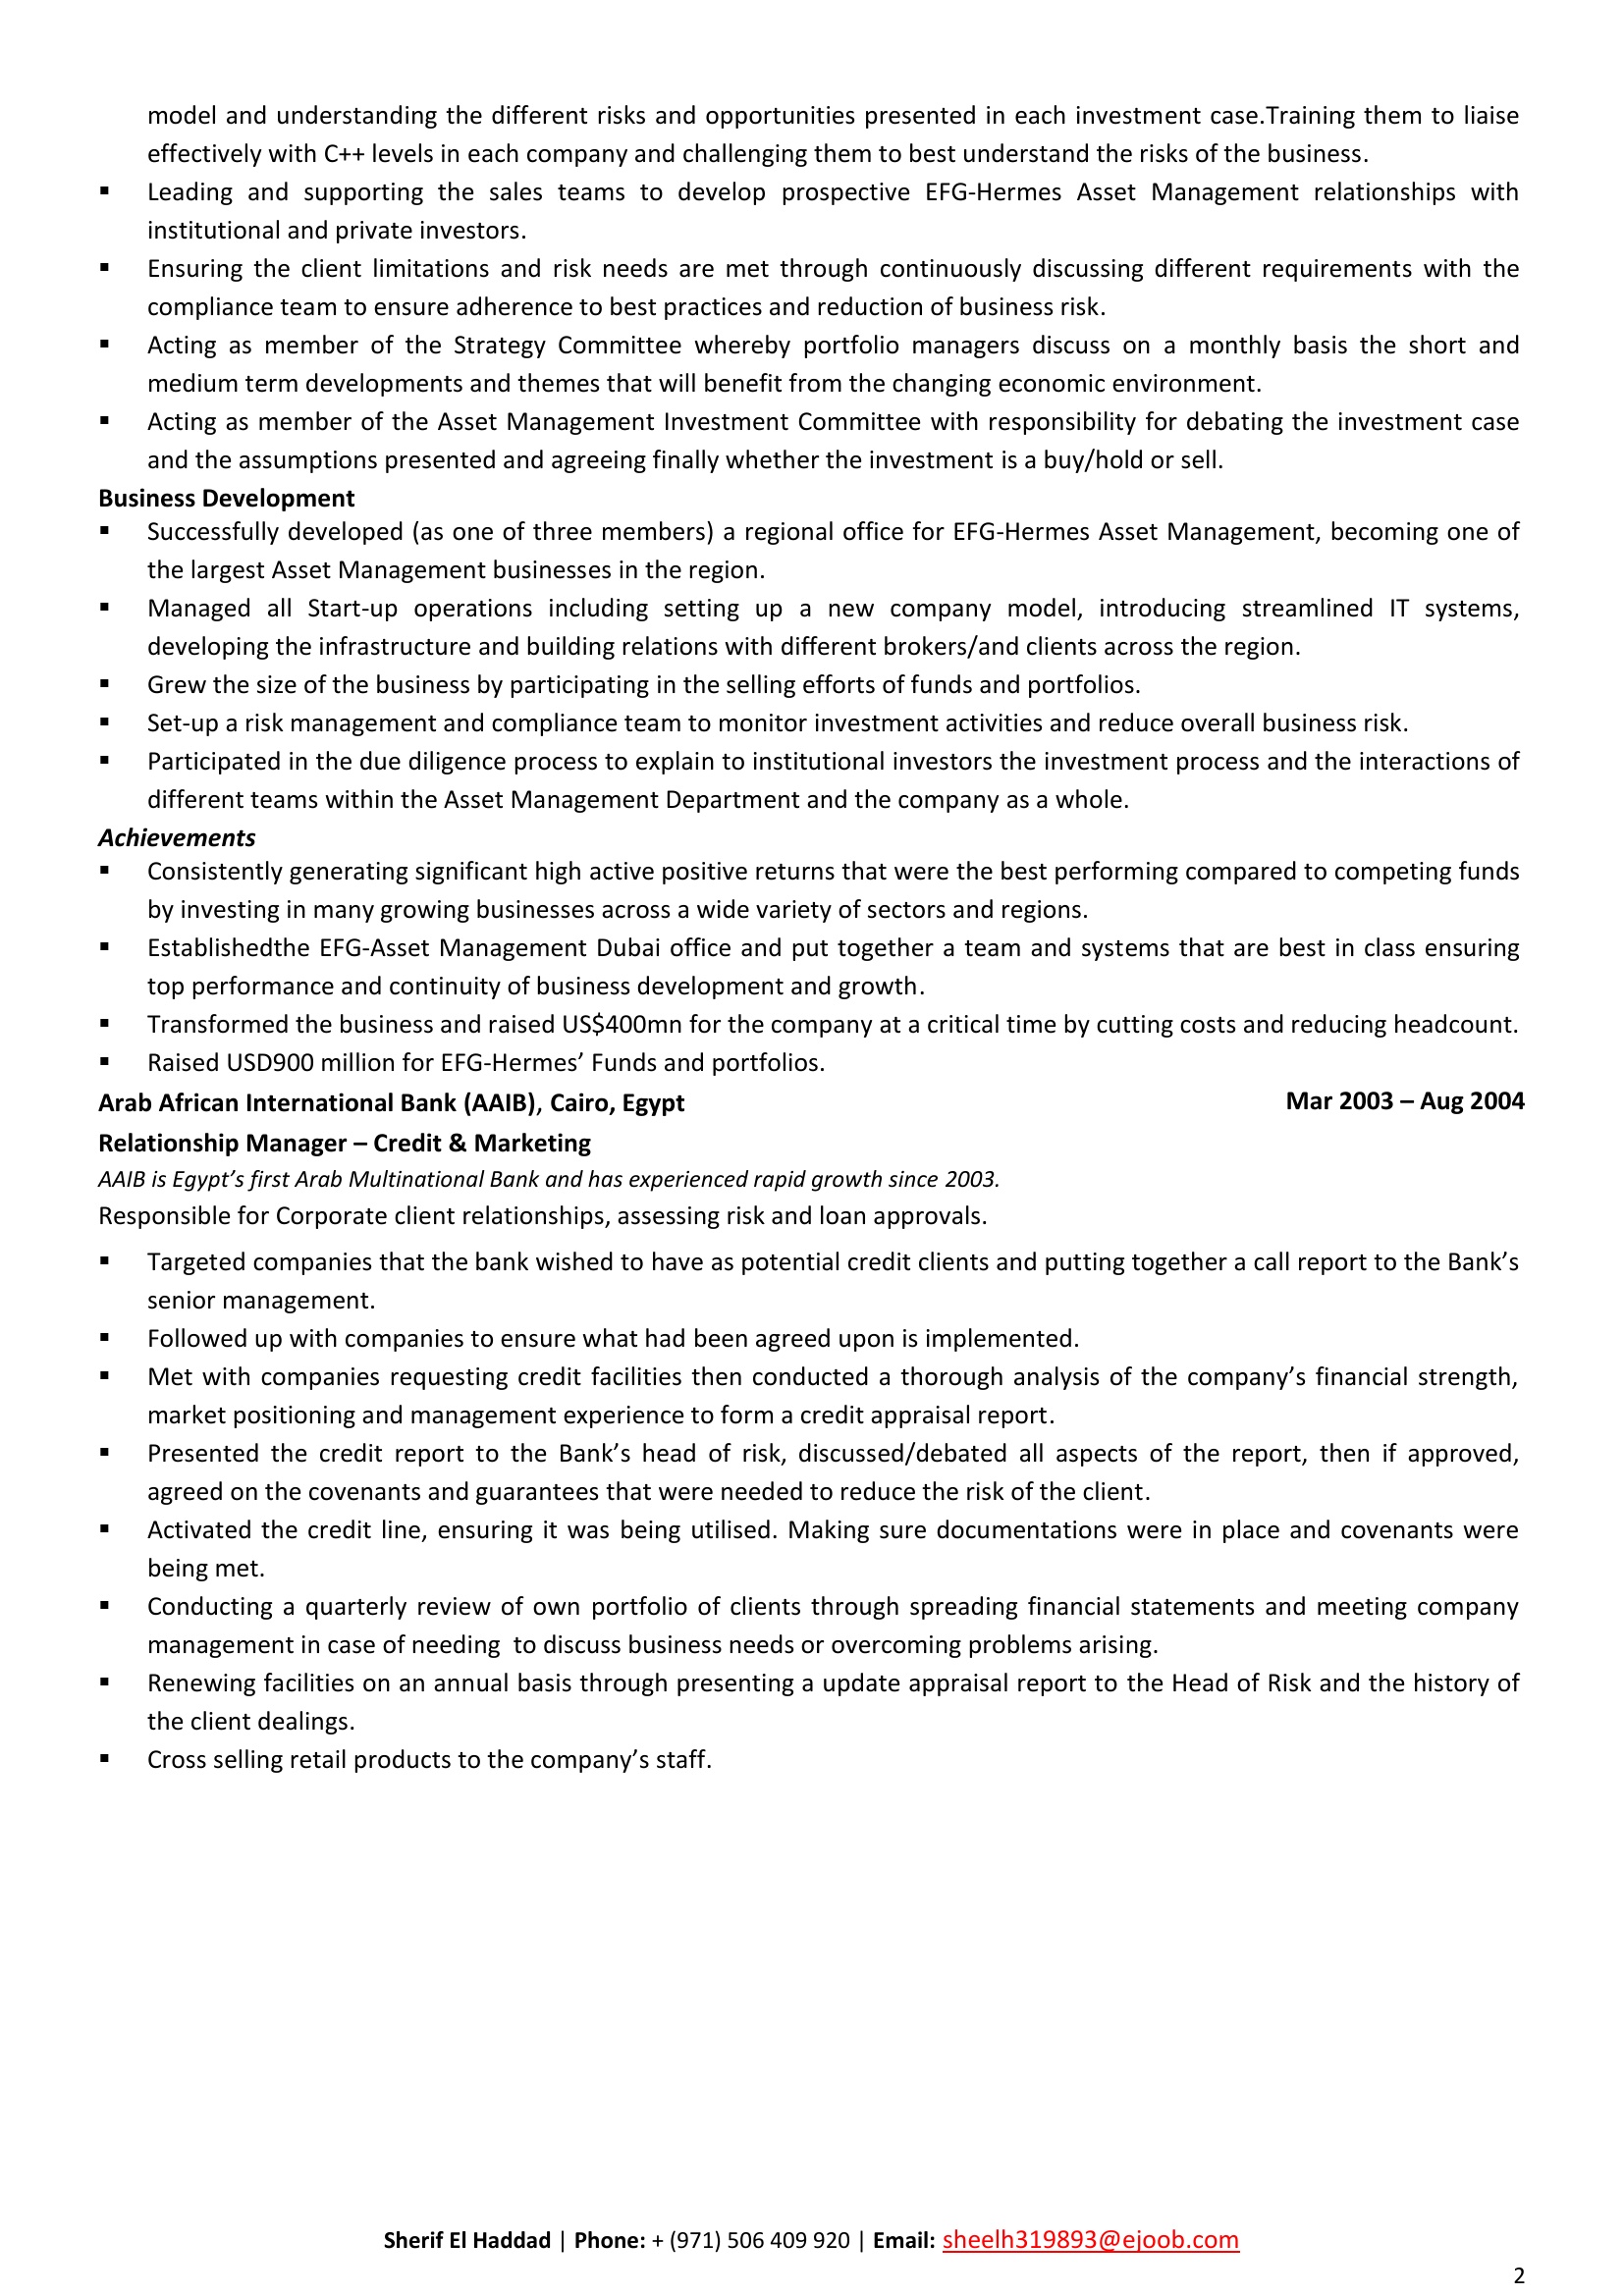 model and understanding the different risks and opportunities presented in each investment case.Training them to liaise
effectively with C++ levels in each company and challenging them to best understand the risks of the business.
▪ Leading and supporting the sales teams to develop prospective EFG-Hermes Asset Management relationships with
institutional and private investors.
▪ Ensuring the client limitations and risk needs are met through continuously discussing different requirements with the
compliance team to ensure adherence to best practices and reduction of business risk.
▪ Acting as member of the Strategy Committee whereby portfolio managers discuss on a monthly basis the short and
medium term developments and themes that will benefit from the changing economic environment.
▪ Acting as member of the Asset Management Investment Committee with responsibility for debating the investment case
and the assumptions presented and agreeing finally whether the investment is a buy/hold or sell.
Business Development
▪ Successfully developed (as one of three members) a regional office for EFG-Hermes Asset Management, becoming one of
the largest Asset Management businesses in the region.
▪ Managed all Start-up operations including setting up a new company model, introducing streamlined IT systems,
developing the infrastructure and building relations with different brokers/and clients across the region.
▪ Grew the size of the business by participating in the selling efforts of funds and portfolios.
▪ Set-up a risk management and compliance team to monitor investment activities and reduce overall business risk.
▪ Participated in the due diligence process to explain to institutional investors the investment process and the interactions of
different teams within the Asset Management Department and the company as a whole.
Achievements
▪ Consistently generating significant high active positive returns that were the best performing compared to competing funds
by investing in many growing businesses across a wide variety of sectors and regions.
▪ Establishedthe EFG-Asset Management Dubai office and put together a team and systems that are best in class ensuring
top performance and continuity of business development and growth.
▪ Transformed the business and raised US$400mn for the company at a critical time by cutting costs and reducing headcount.
▪ Raised USD900 million for EFG-Hermes’ Funds and portfolios.
Arab African International Bank (AAIB), Cairo, Egypt Mar 2003 – Aug 2004
Relationship Manager – Credit & Marketing
AAIB is Egypt’s first Arab Multinational Bank and has experienced rapid growth since 2003.
Responsible for Corporate client relationships, assessing risk and loan approvals.
▪ Targeted companies that the bank wished to have as potential credit clients and putting together a call report to the Bank’s
senior management.
▪ Followed up with companies to ensure what had been agreed upon is implemented.
▪ Met with companies requesting credit facilities then conducted a thorough analysis of the company’s financial strength,
market positioning and management experience to form a credit appraisal report.
▪ Presented the credit report to the Bank’s head of risk, discussed/debated all aspects of the report, then if approved,
agreed on the covenants and guarantees that were needed to reduce the risk of the client.
▪ Activated the credit line, ensuring it was being utilised. Making sure documentations were in place and covenants were
being met.
▪ Conducting a quarterly review of own portfolio of clients through spreading financial statements and meeting company
management in case of needing  to discuss business needs or overcoming problems arising.
▪ Renewing facilities on an annual basis through presenting a update appraisal report to the Head of Risk and the history of
the client dealings.
▪ Cross selling retail products to the company’s staff.
Sherif El Haddad | Phone: + (971) 506 409 920 | Email: sheelh319893@ejoob.com
2